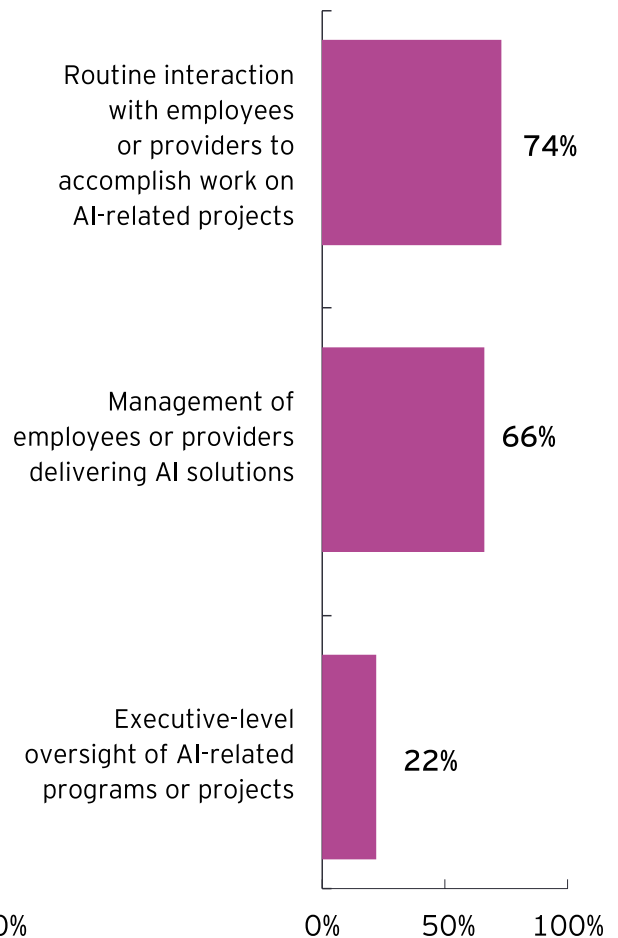 Routine interaction
with employees
or providers to
accomplish work on
AI-related projects
74%
Management of
employees or providers
delivering AI solutions
66%
Executive-level
oversight of AI-related
programs or projects
22%
0%
0%
50%
100%